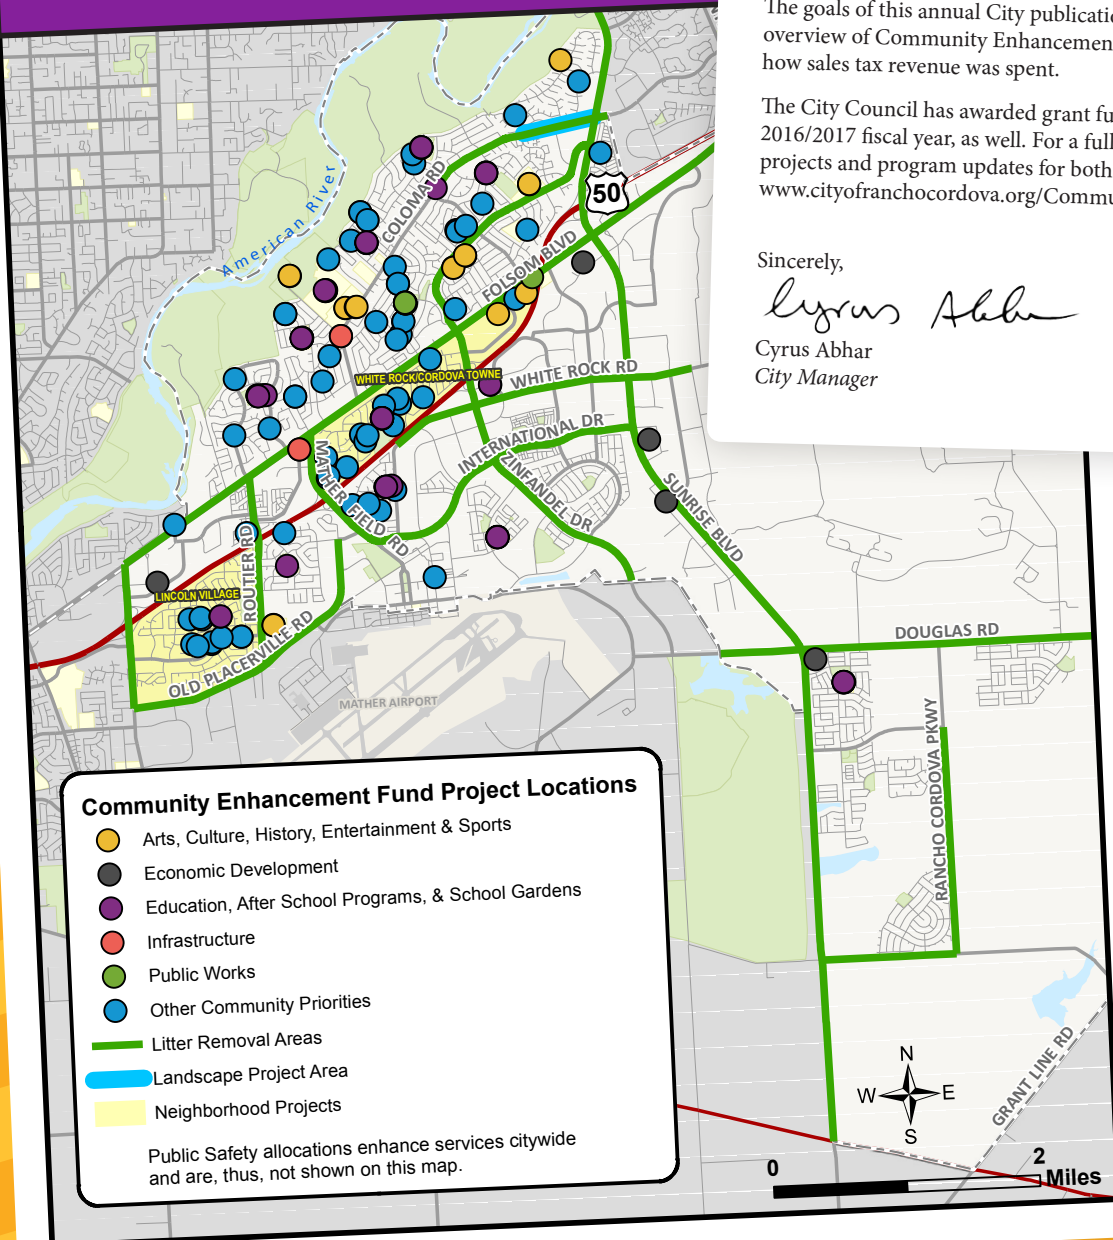 The goals of this annual City
overview of Community
how sales tax revenue was spent.
The City Council has awarded grant
2016/2017 fiscal year, as well. For a full
projects and program updates for both
www.cityofranchocordova.org/Commu
Sincerely,
Cyrus Abhar
City Manager
American River
COLOMA RD
50
FOLSOM BLVD
WHITE ROCK/CORDOVA TOWNE
WHITE ROCK RD
INTERNATIONAL DR
ZINFANDEL DR
MATHER FIELD RD
SUNRISE BLVD
ROUTIER RD
LINCOLN VILLAGE
OLD PLACERVILLE RD
DOUGLAS RD
MATHER AIRPORT
RANCHO CORDOVA PKWY
GRANT LINE RD
Community Enhancement Fund Project Locations
Arts, Culture, History, Entertainment & Sports
Economic Development
Education, After School Programs, & School Gardens
Infrastructure
Public Works
Other Community Priorities
Litter Removal Areas
Landscape Project Area
Neighborhood Projects
Public Safety allocations enhance services citywide
and are, thus, not shown on this map.
N
W E
S
0 2
Miles